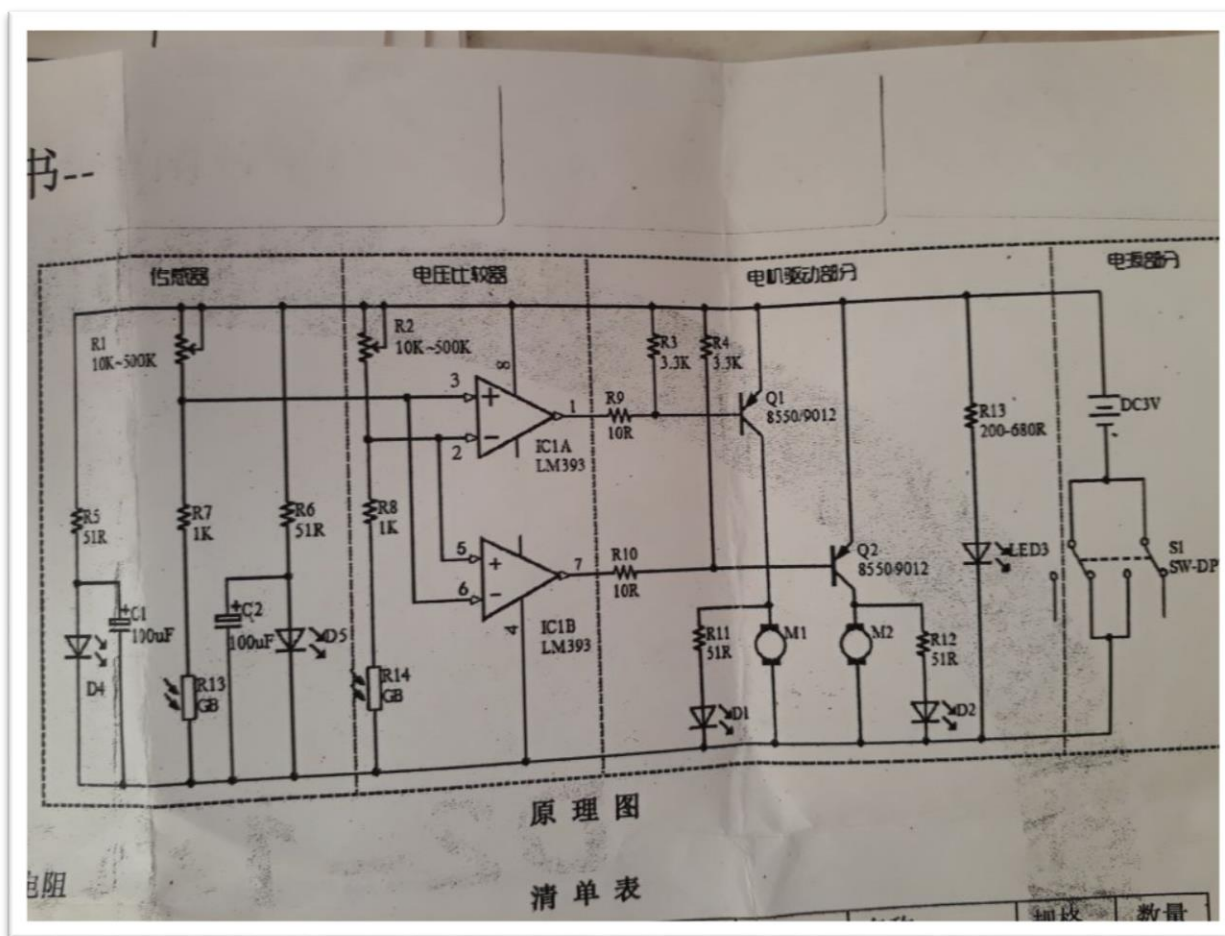 书--
传感器
电压比较器
电机驱动部分
电源部分
R1
10K~500K
R2
10K~500K
R3
3.3K
R4
3.3K
8
3
+
1
2
−
IC1A
LM393
R9
10R
Q1
8550/9012
R13
200-680R
DC3V
R5
51R
R7
1K
R6
51R
R8
1K
5
+
7
6
−
4
IC1B
LM393
R10
10R
Q2
8550/9012
LED3
S1
SW-DP
+
C1
100uF
+
C2
100uF
D5
D4
R13
GB
R14
GB
R11
51R
M1
M2
R12
51R
D1
D2
原理图
电阻
清单表
名称
规格
数量